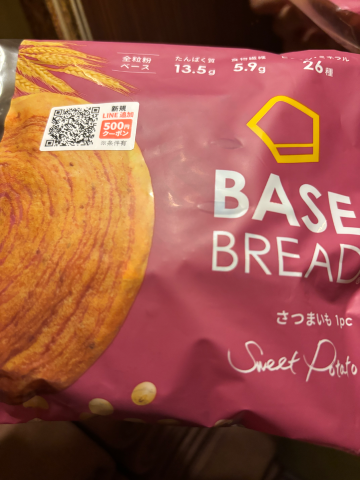 全粒粉
ベース
たんぱく質
13.5g
食物繊維
5.9g
26種
新規
LINE追加
500円
クーポン
※条件有
BASE
BREAD
さつまいも 1pc
Sweet Potato